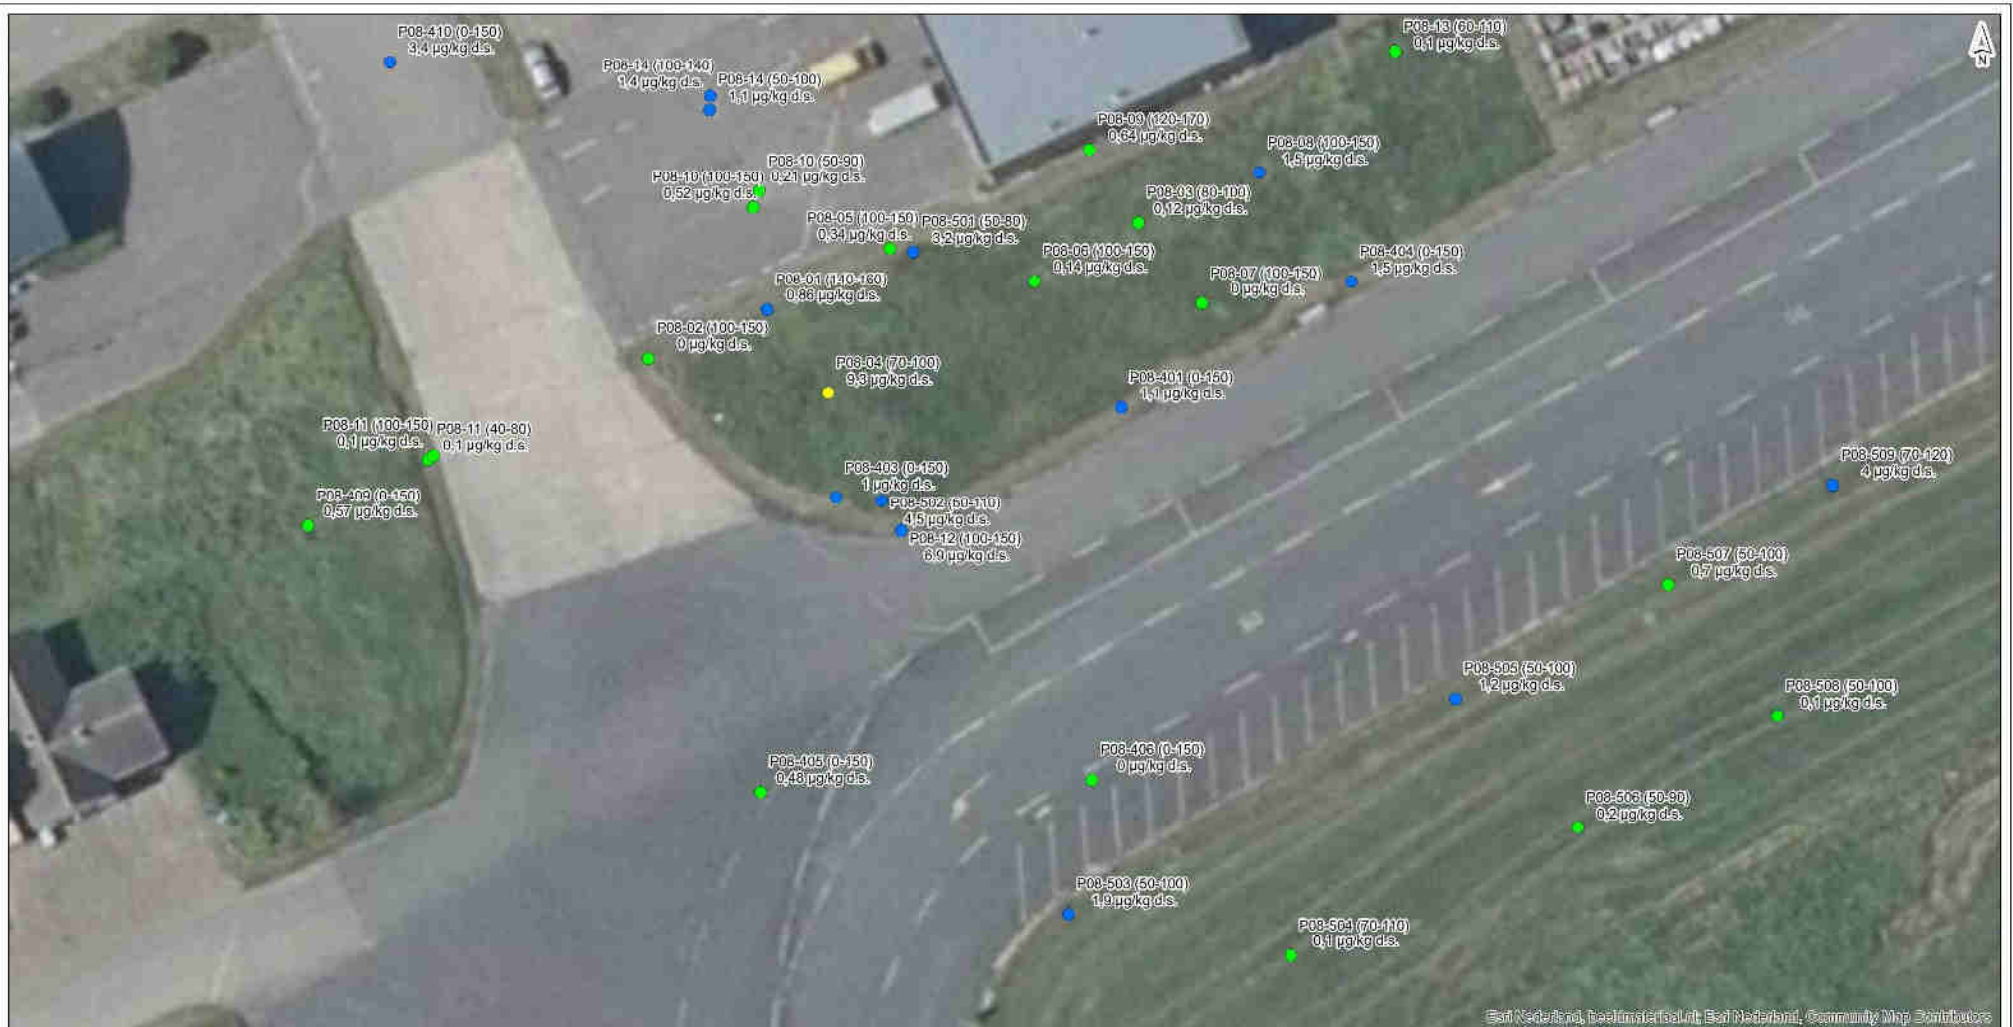 P08-410 (0-150)
3,4 µg/kg d.s.
P08-13 (60-110)
0,1 µg/kg d.s.
N
P08-14 (100-140)
1,4 µg/kg d.s.
P08-14 (50-100)
1,1 µg/kg d.s.
P08-09 (120-170)
0,64 µg/kg d.s.
P08-08 (100-150)
1,5 µg/kg d.s.
P08-10 (50-90)
0,21 µg/kg d.s.
P08-10 (100-150)
0,52 µg/kg d.s.
P08-03 (80-100)
0,12 µg/kg d.s.
P08-05 (100-150)
0,34 µg/kg d.s.
P08-501 (50-80)
3,2 µg/kg d.s.
P08-06 (100-150)
0,14 µg/kg d.s.
P08-404 (0-150)
1,5 µg/kg d.s.
P08-07 (100-150)
0 µg/kg d.s.
P08-01 (140-160)
0,86 µg/kg d.s.
P08-02 (100-150)
0 µg/kg d.s.
P08-04 (70-100)
9,3 µg/kg d.s.
P08-401 (0-150)
1,1 µg/kg d.s.
P08-11 (100-150)
0,1 µg/kg d.s.
P08-11 (40-80)
0,1 µg/kg d.s.
P08-403 (0-150)
1 µg/kg d.s.
P08-509 (70-120)
4 µg/kg d.s.
P08-409 (0-150)
0,57 µg/kg d.s.
P08-502 (60-110)
4,5 µg/kg d.s.
P08-12 (100-150)
6,9 µg/kg d.s.
P08-507 (50-100)
0,7 µg/kg d.s.
P08-505 (50-100)
1,2 µg/kg d.s.
P08-508 (50-100)
0,1 µg/kg d.s.
P08-405 (0-150)
0,48 µg/kg d.s.
P08-406 (0-150)
0 µg/kg d.s.
P08-506 (50-90)
0,2 µg/kg d.s.
P08-503 (50-100)
1,9 µg/kg d.s.
P08-504 (70-110)
0,1 µg/kg d.s.
Esri Nederland, beeldmateriaal.nl, Esri Nederland, Community Map Contributors